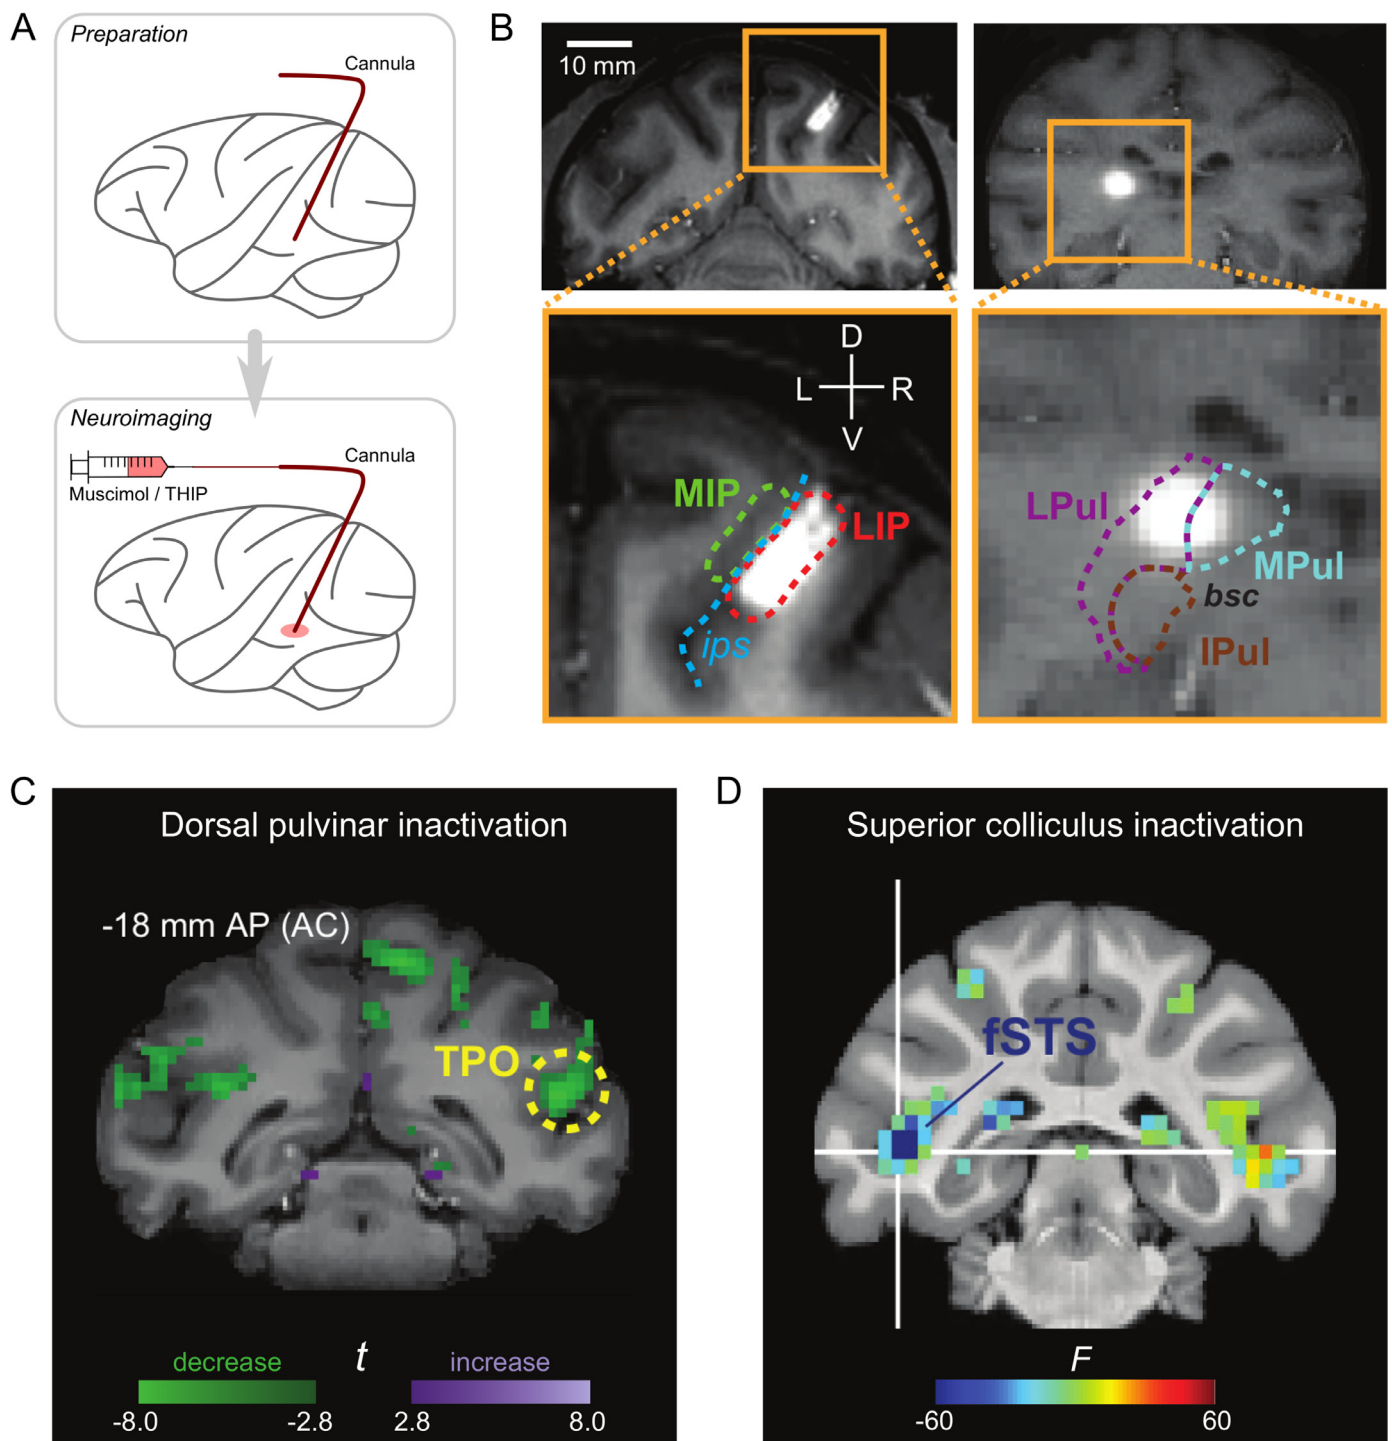 A
Preparation
Cannula
Neuroimaging
Cannula
Muscimol / THIP
B
10 mm
D
L
R
V
MIP
LIP
ips
LPul
MPul
bsc
IPul
C
Dorsal pulvinar inactivation
-18 mm AP (AC)
TPO
decrease
t
increase
-8.0
-2.8
2.8
8.0
D
Superior colliculus inactivation
fSTS
F
-60
60